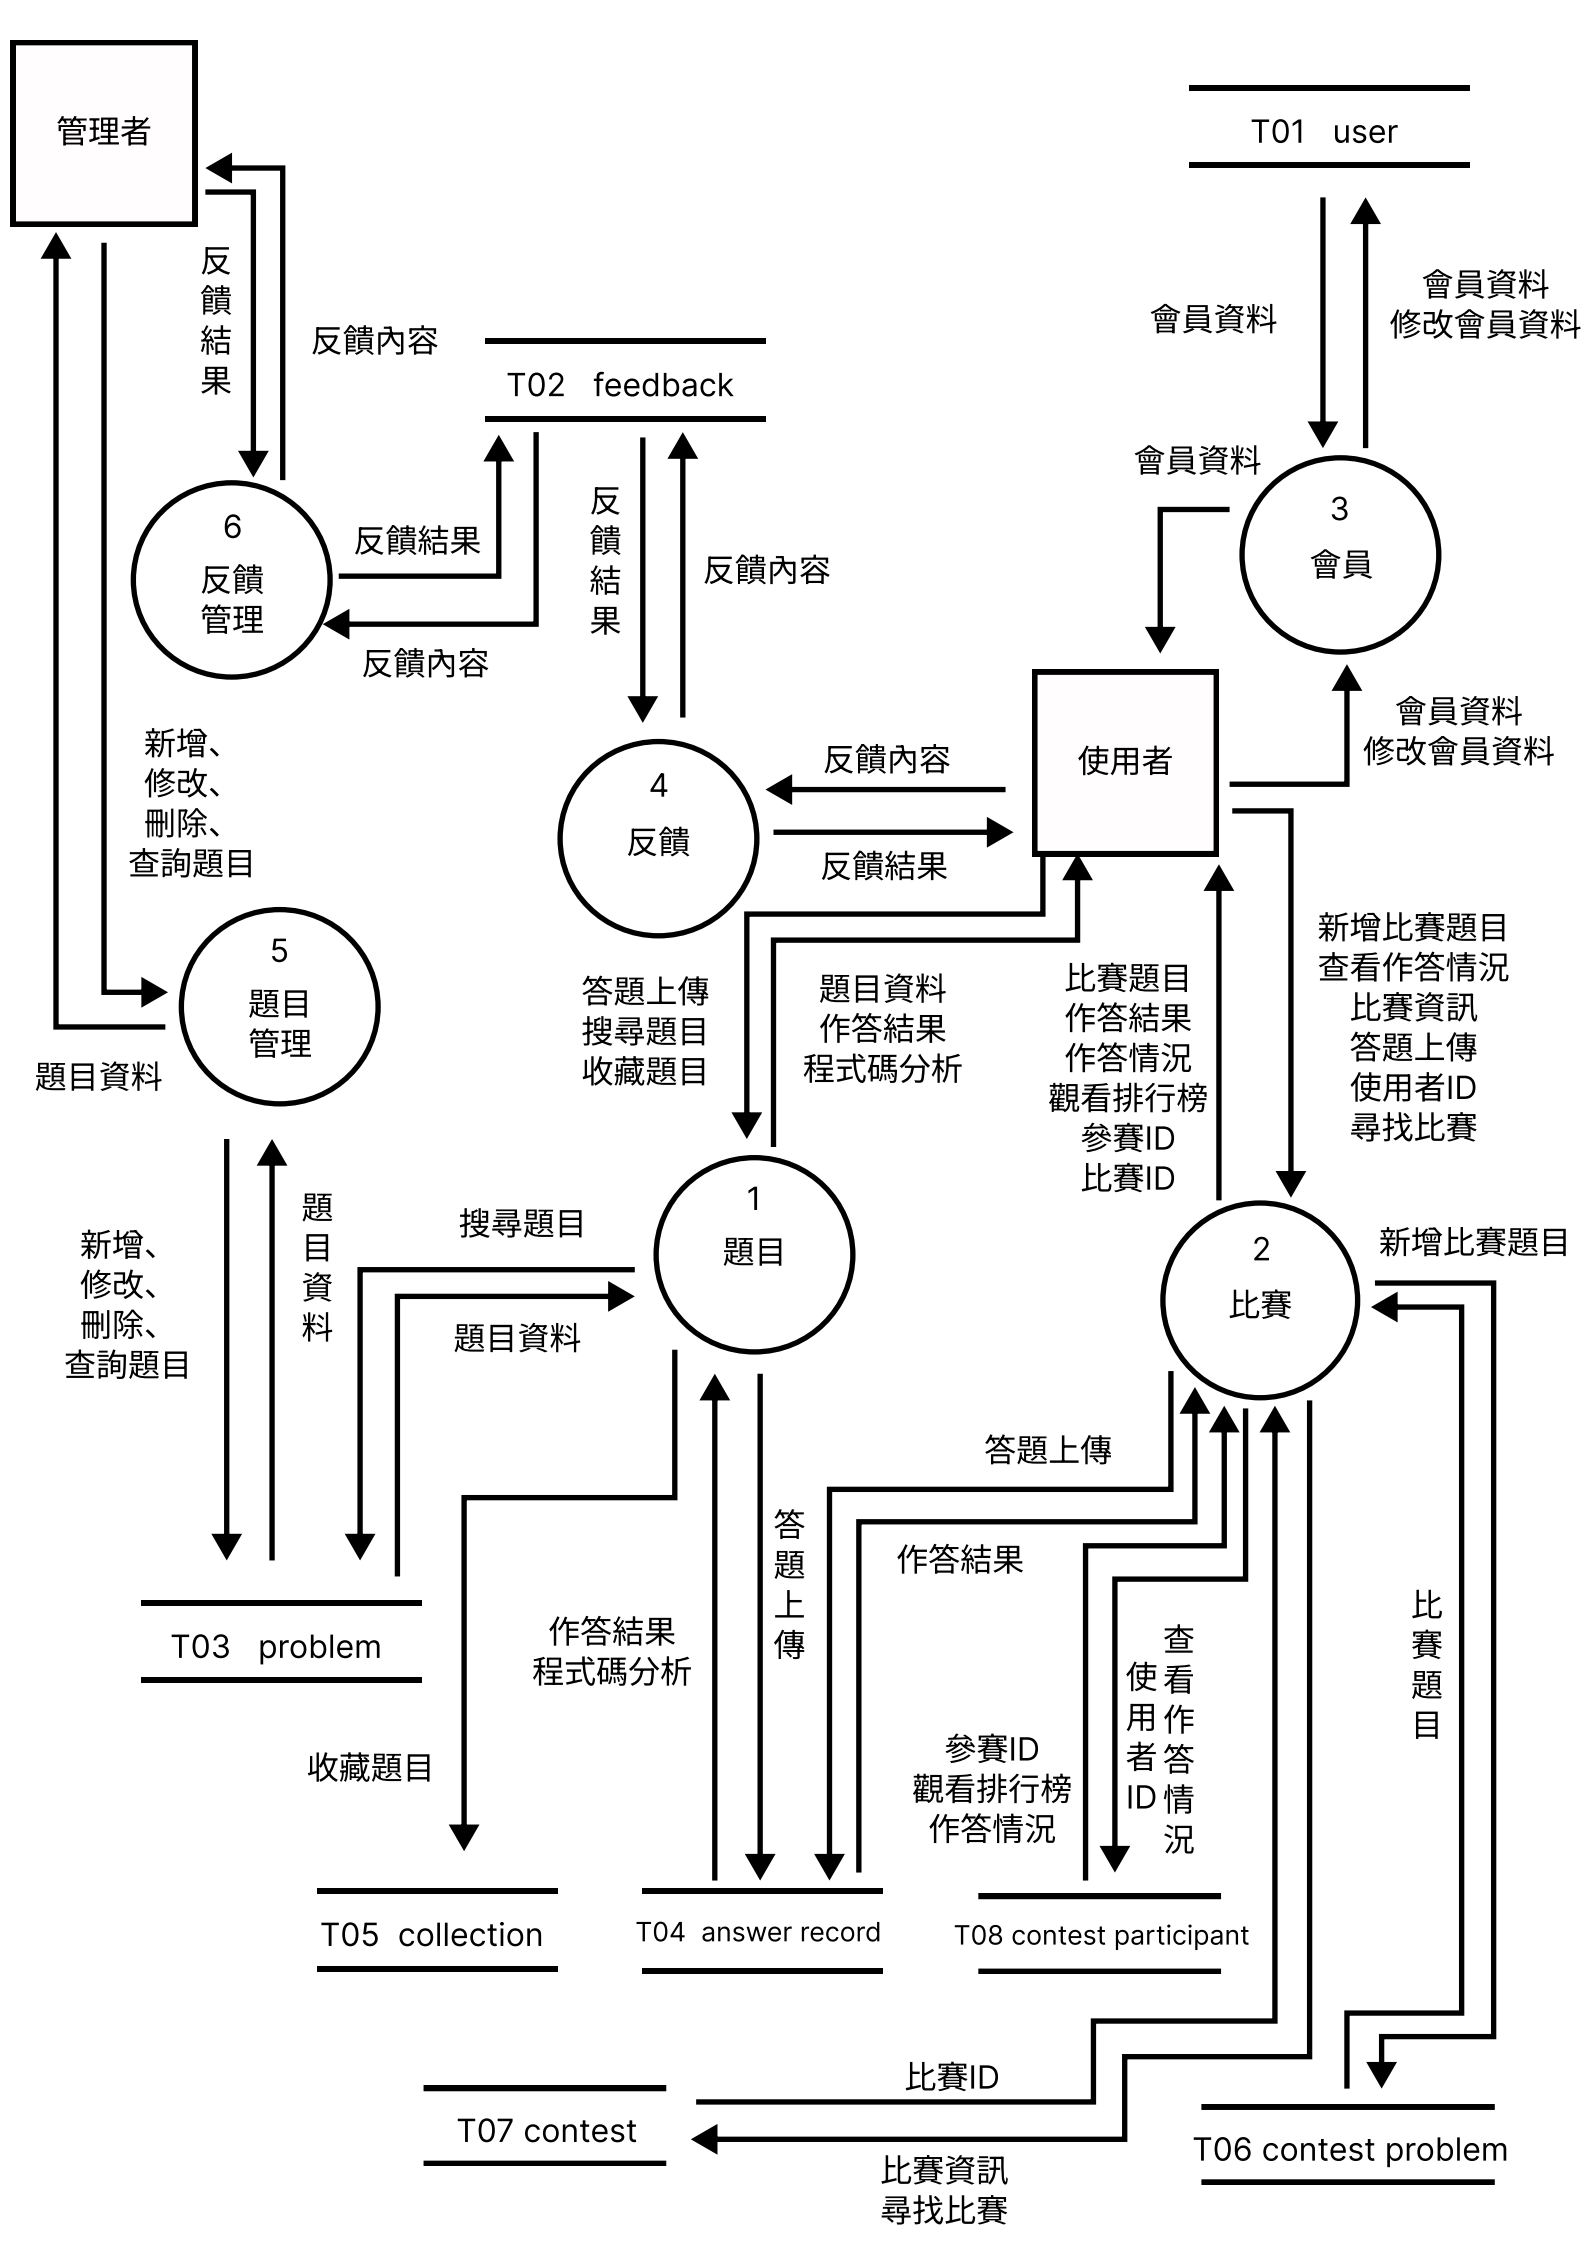 管理者
T01 user
反饋結果
反饋內容
會員資料
會員資料
修改會員資料
T02 feedback
會員資料
3
會員
6
反饋
管理
反饋結果
反饋內容
反饋結果
反饋內容
使用者
會員資料
修改會員資料
新增、
修改、
刪除、
查詢題目
4
反饋
反饋內容
反饋結果
5
題目
管理
題目資料
答題上傳
搜尋題目
收藏題目
題目資料
作答結果
程式碼分析
比賽題目
作答結果
作答情況
觀看排行榜
參賽ID
比賽ID
新增比賽題目
查看作答情況
比賽資訊
答題上傳
使用者ID
尋找比賽
新增、
修改、
刪除、
查詢題目
題目資料
搜尋題目
題目資料
1
題目
2
比賽
新增比賽題目
答題上傳
作答結果
答題上傳
作答結果
程式碼分析
T03 problem
收藏題目
參賽ID
觀看排行榜
作答情況
使用者ID
查看作答情況
比賽題目
T05 collection
T04 answer record
T08 contest participant
比賽ID
T07 contest
比賽資訊
尋找比賽
T06 contest problem